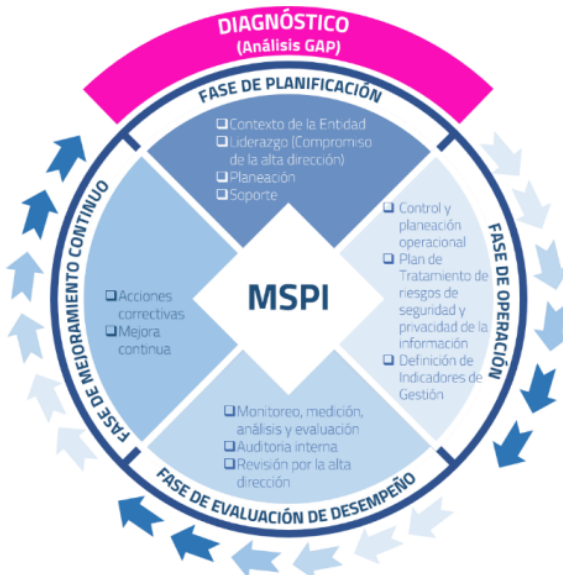 DIAGNÓSTICO
(Análisis GAP)
FASE DE PLANIFICACIÓN
Contexto de la Entidad
Liderazgo (Compromiso
de la alta dirección)
Planeación
Soporte
FASE DE OPERACIÓN
Control y
planeación
operacional
Plan de
Tratamiento de
riesgos de
seguridad y
privacidad de la
información
Definición de
Indicadores de
Gestión
MSPI
FASE DE EVALUACIÓN DE DESEMPEÑO
Monitoreo, medición,
análisis y evaluación
Auditoria interna
Revisión por la alta
dirección
FASE DE MEJORAMIENTO CONTINUO
Acciones
correctivas
Mejora
continua